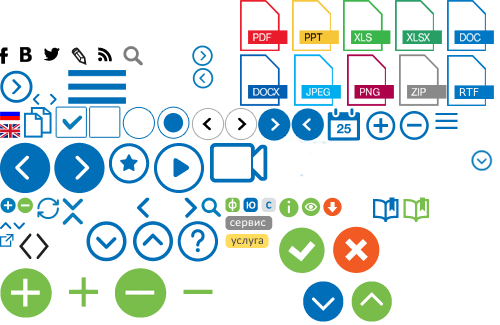 PDF PPT XLS XLSX DOC
DOCX JPEG PNG ZIP RTF
25
ф ю с
сервис
услуга